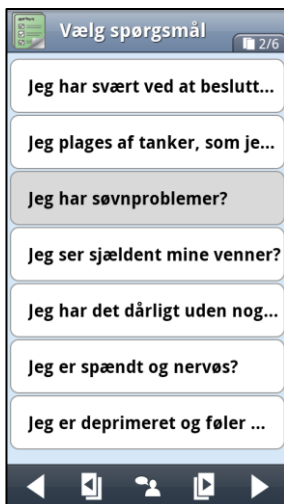 Vælg spørgsmål
2/6
Jeg har svært ved at beslutt...
Jeg plages af tanker, som je...
Jeg har søvnproblemer?
Jeg ser sjældent mine venner?
Jeg har det dårligt uden nog...
Jeg er spændt og nervøs?
Jeg er deprimeret og føler ...